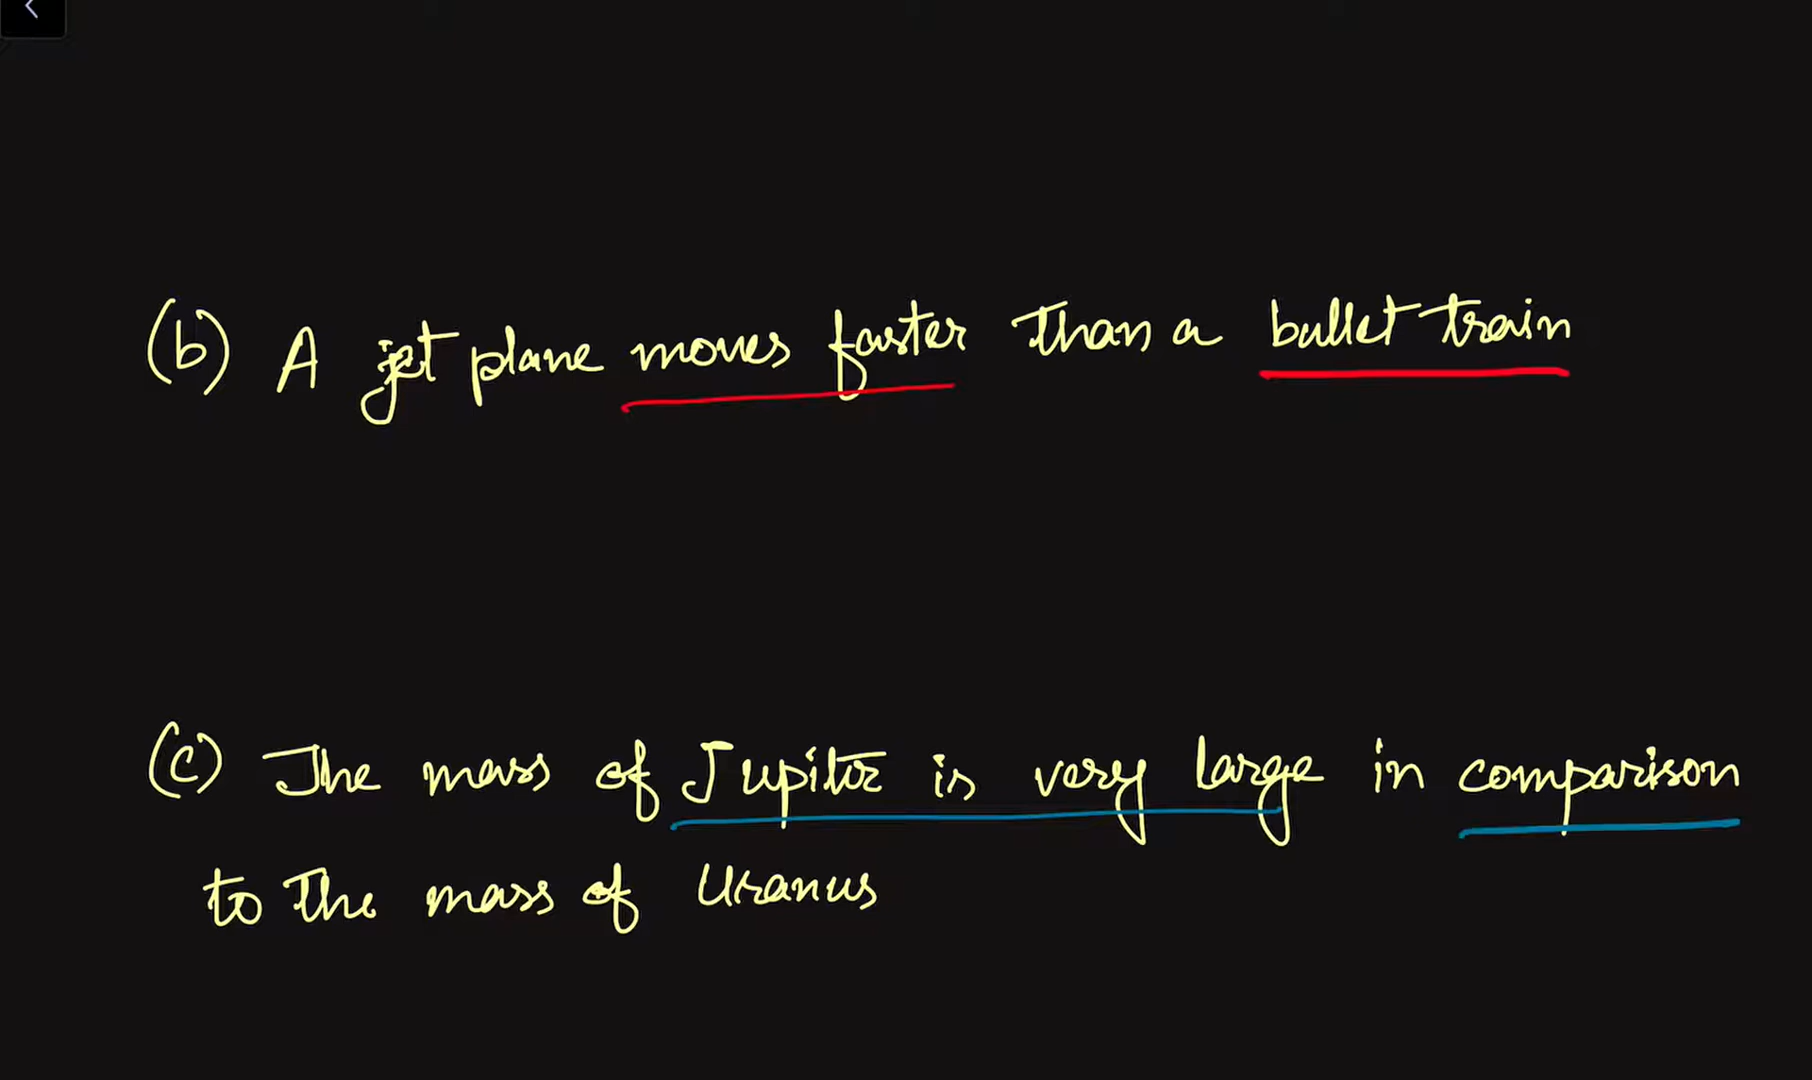 (b) A jet plane moves faster than a bullet train
(c) The mass of Jupitor is very large in comparison
to the mass of Uranus